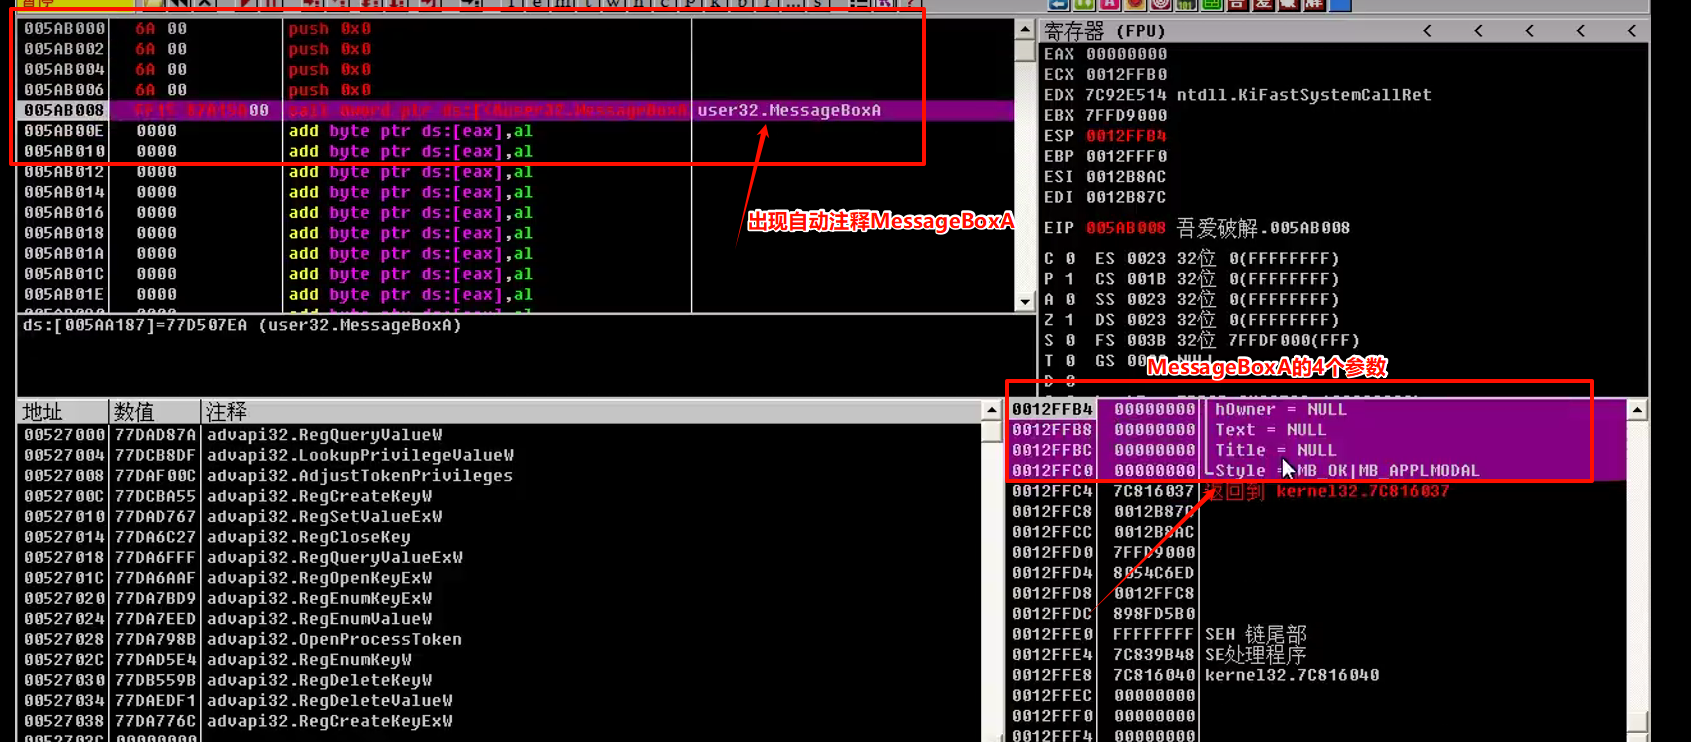 005AB000 6A 00 push 0x0
005AB002 6A 00 push 0x0
005AB004 6A 00 push 0x0
005AB006 6A 00 push 0x0
005AB008 00 user32.MessageBoxA
005AB00E 0000 add byte ptr ds:[eax],al
005AB010 0000 add byte ptr ds:[eax],al
005AB012 0000 add byte ptr ds:[eax],al
005AB014 0000 add byte ptr ds:[eax],al
005AB016 0000 add byte ptr ds:[eax],al
005AB018 0000 add byte ptr ds:[eax],al
005AB01A 0000 add byte ptr ds:[eax],al
005AB01C 0000 add byte ptr ds:[eax],al
005AB01E 0000 add byte ptr ds:[eax],al
出现自动注释MessageBoxA
ds:[005AA187]=77D507EA (user32.MessageBoxA)
寄存器 (FPU) < < < < <
EAX 00000000
ECX 0012FFB0
EDX 7C92E514 ntdll.KiFastSystemCallRet
EBX 7FFD9000
ESP 0012FFB4
EBP 0012FFF0
ESI 0012B8AC
EDI 0012B87C
EIP 005AB008 吾爱破解.005AB008
C 0 ES 0023 32位 0(FFFFFFFF)
P 1 CS 001B 32位 0(FFFFFFFF)
A 0 SS 0023 32位 0(FFFFFFFF)
Z 1 DS 0023 32位 0(FFFFFFFF)
S 0 FS 003B 32位 7FFDF000(FFF)
T 0 GS
MessageBoxA的4个参数
地址 数值 注释
00527000 77DAD87A advapi32.RegQueryValueW
00527004 77DCB8DF advapi32.LookupPrivilegeValueW
00527008 77DAF00C advapi32.AdjustTokenPrivileges
0052700C 77DCBA55 advapi32.RegCreateKeyW
00527010 77DAD767 advapi32.RegSetValueExW
00527014 77DA6C27 advapi32.RegCloseKey
00527018 77DA6FFF advapi32.RegQueryValueExW
0052701C 77DA6AAF advapi32.RegOpenKeyExW
00527020 77DA7BD9 advapi32.RegEnumKeyExW
00527024 77DA7EED advapi32.RegEnumValueW
00527028 77DA798B advapi32.OpenProcessToken
0052702C 77DAD5E4 advapi32.RegEnumKeyW
00527030 77DB559B advapi32.RegDeleteKeyW
00527034 77DAEDF1 advapi32.RegDeleteValueW
00527038 77DA776C advapi32.RegCreateKeyExW
0012FFB4 00000000 hOwner = NULL
0012FFB8 00000000 Text = NULL
0012FFBC 00000000 Title = NULL
0012FFC0 00000000 Style = MB_OK|MB_APPLMODAL
0012FFC4 7C816037 返回到 kernel32.7C816037
0012FFC8 0012B87C
0012FFCC 0012B8AC
0012FFD0 7FFD9000
0012FFD4 8054C6ED
0012FFD8 0012FFC8
0012FFDC 898FD5B0
0012FFE0 FFFFFFFF SEH 链尾部
0012FFE4 7C839B48 SE处理程序
0012FFE8 7C816040 kernel32.7C816040
0012FFEC 00000000
0012FFF0 00000000
0012FFF4 00000000